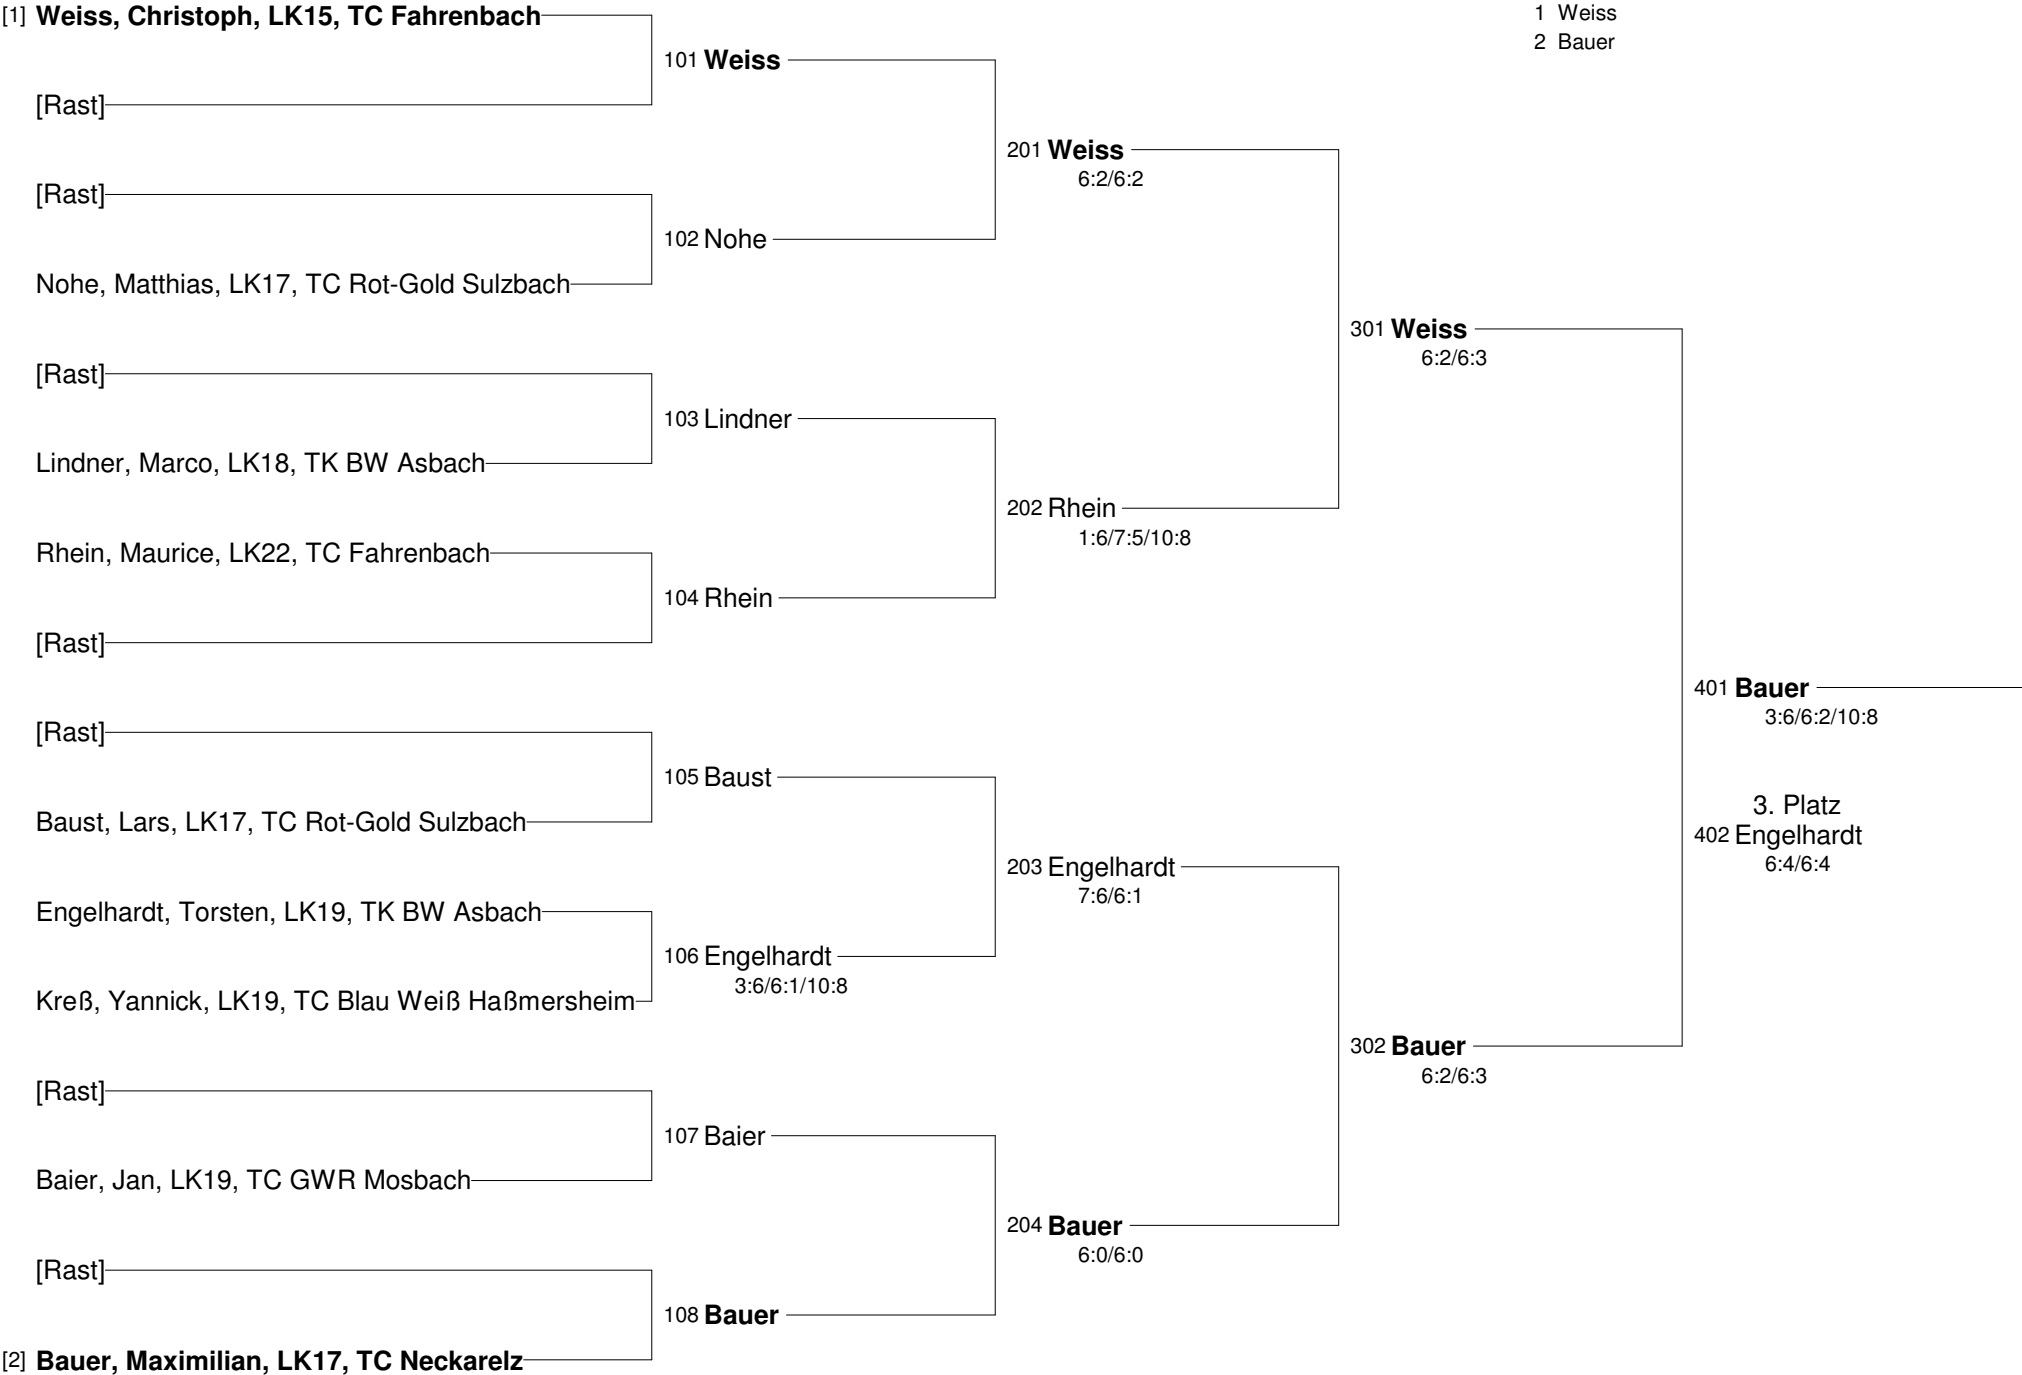 [1] Weiss, Christoph, LK15, TC Fahrenbach
1 Weiss
2 Bauer
101 Weiss
[Rast]
201 Weiss
6:2/6:2
[Rast]
102 Nohe
Nohe, Matthias, LK17, TC Rot-Gold Sulzbach
301 Weiss
6:2/6:3
[Rast]
103 Lindner
Lindner, Marco, LK18, TK BW Asbach
202 Rhein
1:6/7:5/10:8
Rhein, Maurice, LK22, TC Fahrenbach
104 Rhein
[Rast]
401 Bauer
3:6/6:2/10:8
[Rast]
105 Baust
3. Platz
402 Engelhardt
6:4/6:4
Baust, Lars, LK17, TC Rot-Gold Sulzbach
203 Engelhardt
7:6/6:1
Engelhardt, Torsten, LK19, TK BW Asbach
106 Engelhardt
3:6/6:1/10:8
Kreß, Yannick, LK19, TC Blau Weiß Haßmersheim
302 Bauer
6:2/6:3
[Rast]
107 Baier
Baier, Jan, LK19, TC GWR Mosbach
204 Bauer
6:0/6:0
[Rast]
108 Bauer
[2] Bauer, Maximilian, LK17, TC Neckarelz